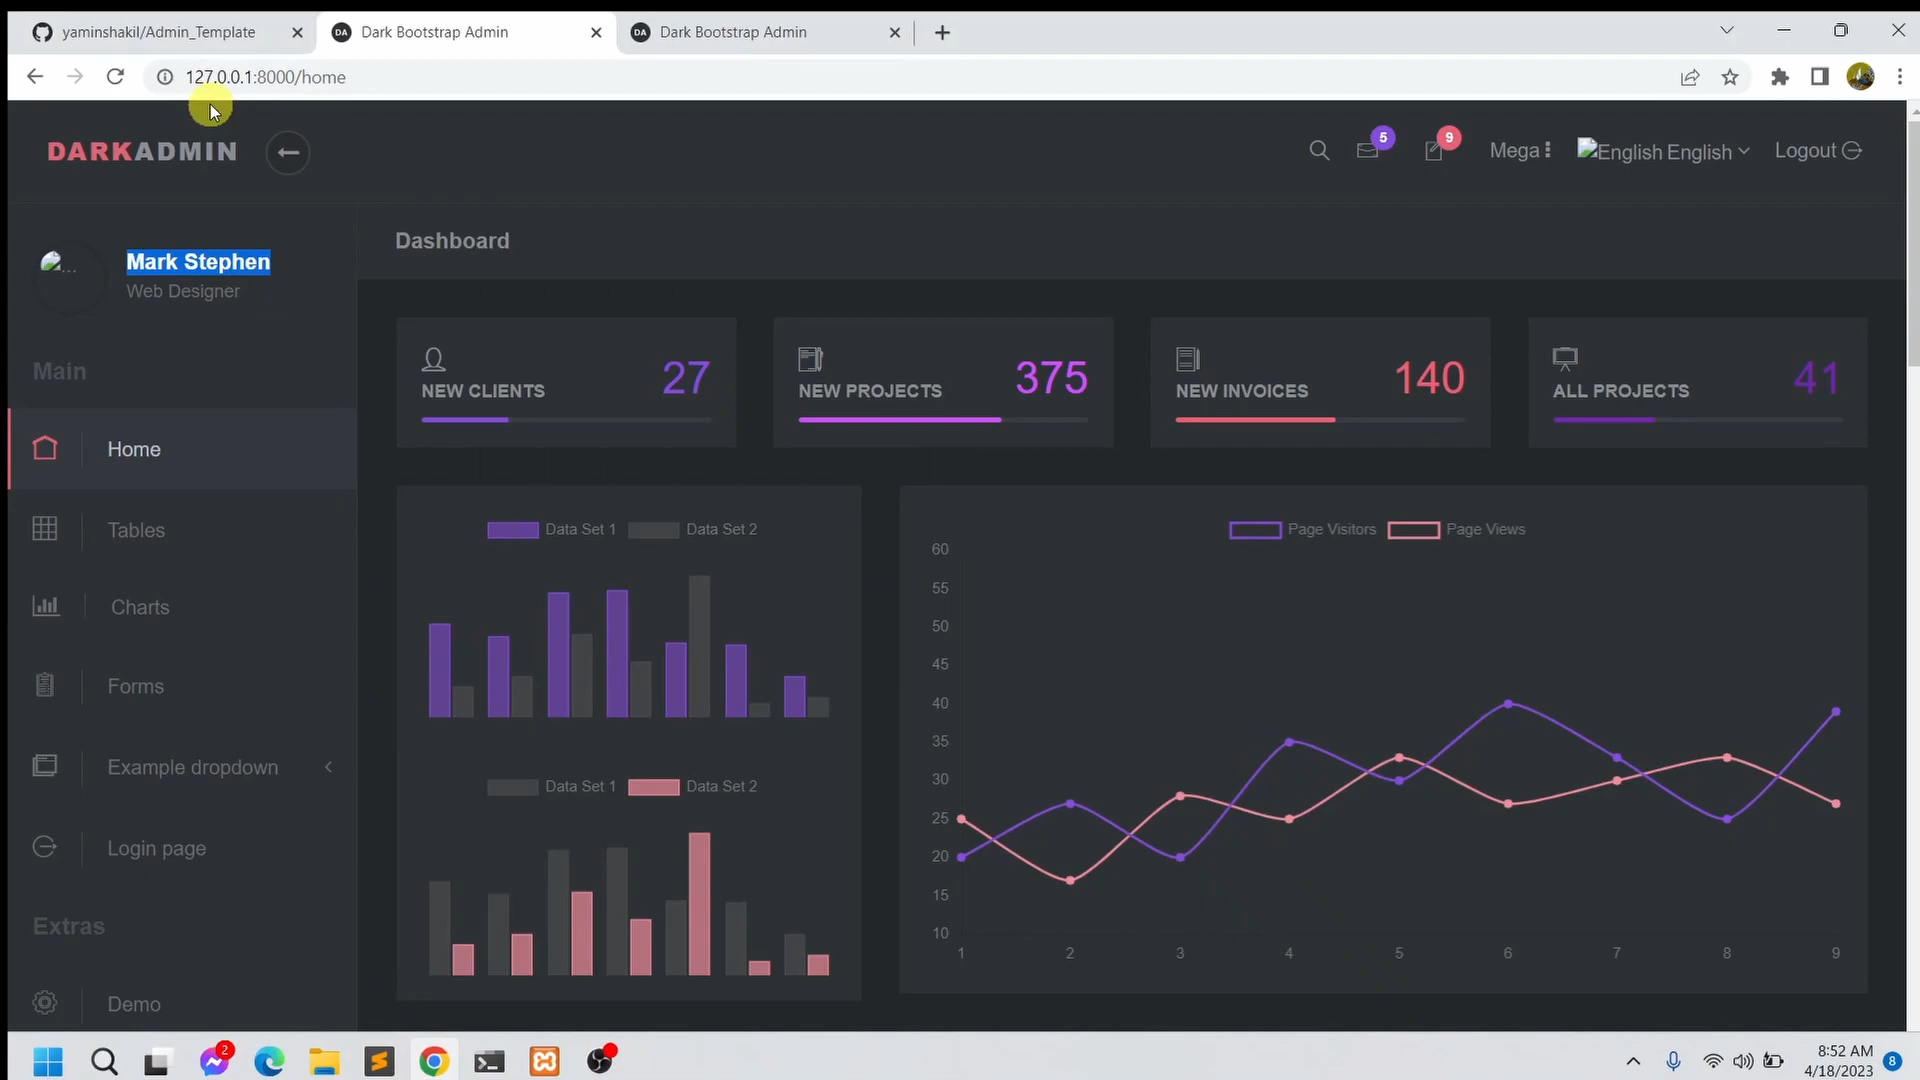 yaminshakil/Admin_Template
Dark Bootstrap Admin
Dark Bootstrap Admin
127.0.0.1:8000/home
DARKADMIN
5
9
Mega
English English
Logout
Mark Stephen
Web Designer
Dashboard
Main
Home
Tables
Charts
Forms
Example dropdown
Login page
Extras
Demo
NEW CLIENTS
27
NEW PROJECTS
375
NEW INVOICES
140
ALL PROJECTS
41
Data Set 1 Data Set 2
Data Set 1 Data Set 2
Page Visitors Page Views
60
55
50
45
40
35
30
25
20
15
10
1 2 3 4 5 6 7 8 9
2
8:52 AM
4/18/2023
8